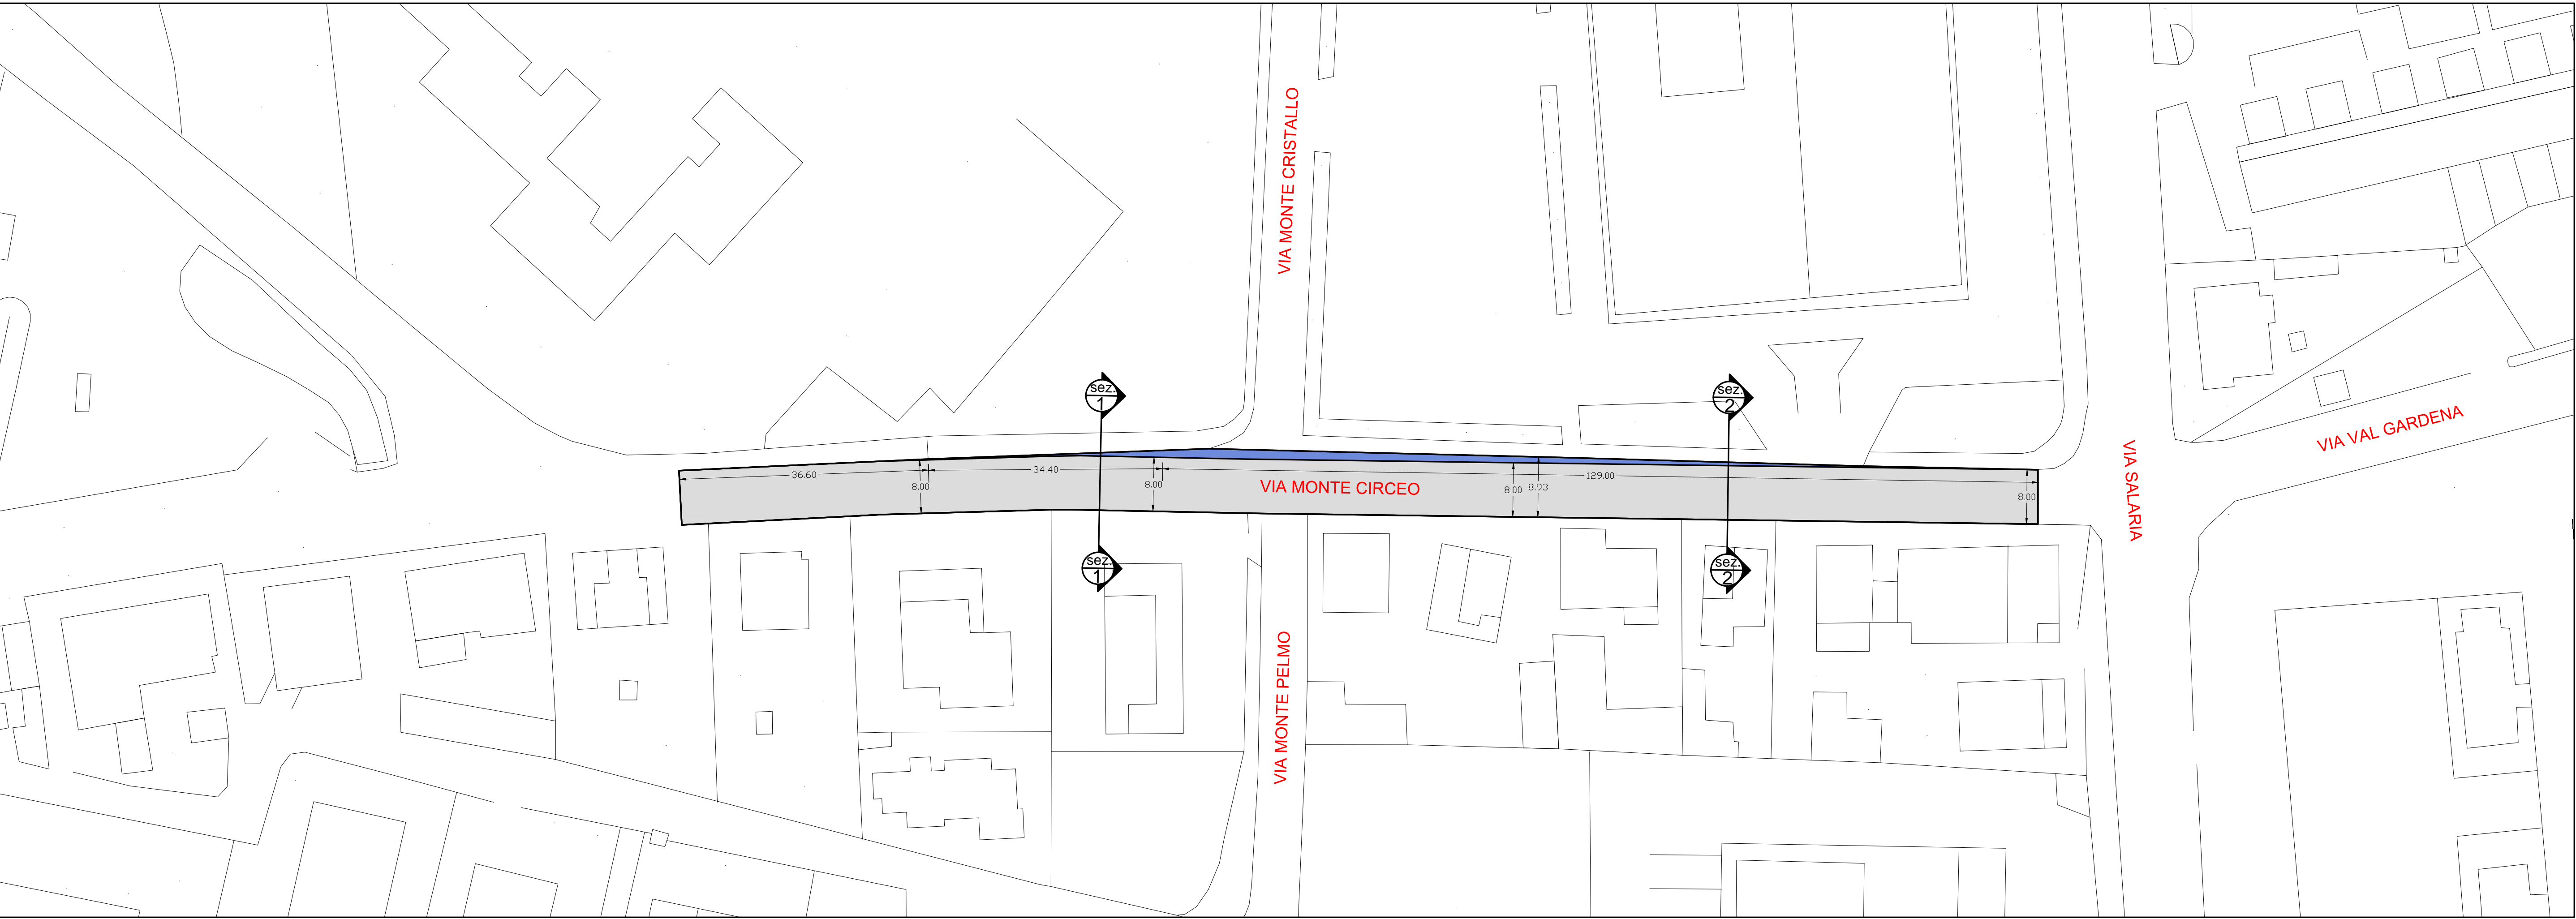 VIA MONTE CRISTALLO
sez.
1
sez.
2
VIA VAL GARDENA
VIA SALARIA
36.60
8.00
34.40
8.00
VIA MONTE CIRCEO
8.00
8.93
129.00
8.00
sez.
1
sez.
2
VIA MONTE PELMO